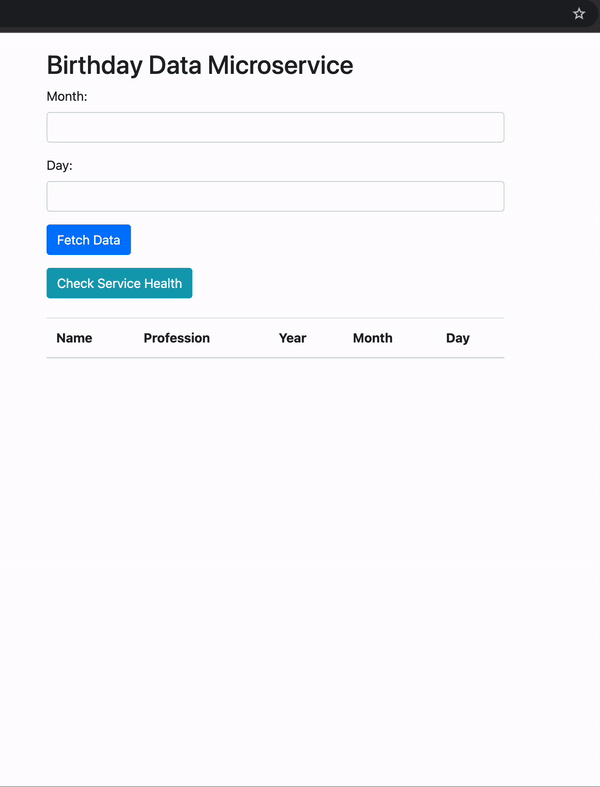 Birthday Data Microservice
Month:
Day:
Fetch Data
Check Service Health
Name Profession Year Month Day